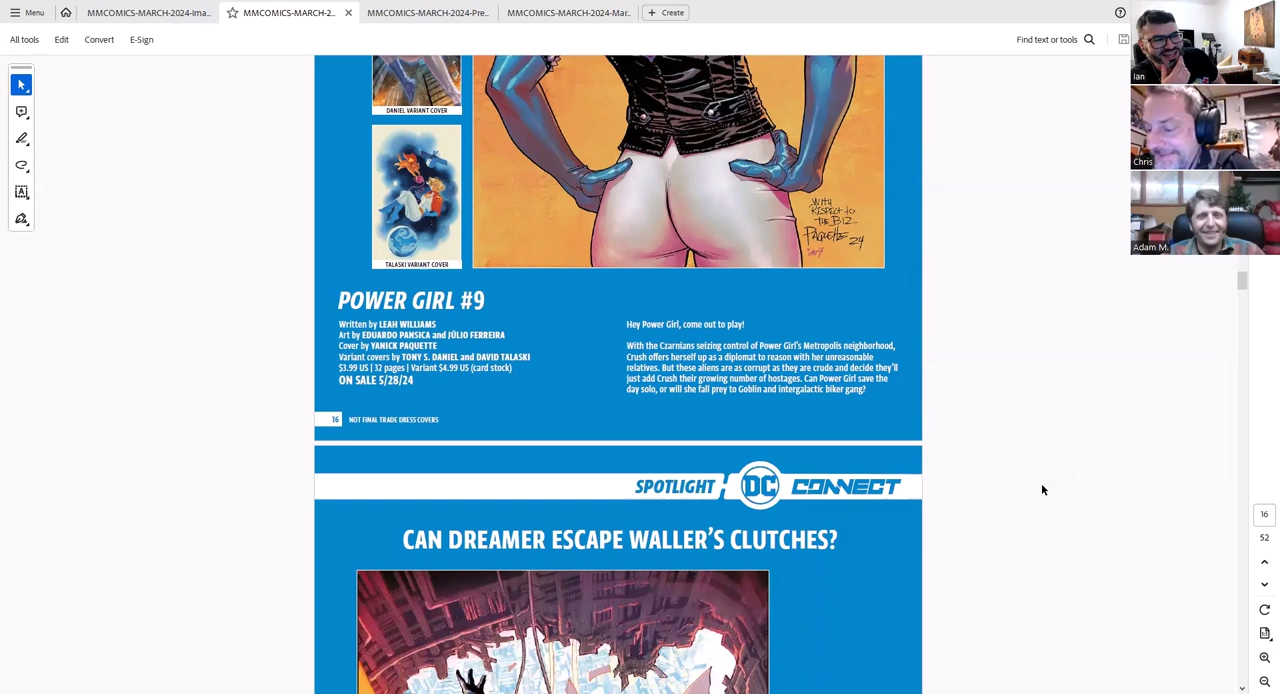 Menu
MMCOMICS-MARCH-2024-Ima...
MMCOMICS-MARCH-2...
MMCOMICS-MARCH-2024-Pre...
MMCOMICS-MARCH-2024-Mar...
Create
All tools
Edit
Convert
E-Sign
Find text or tools
Ian
Chris
Adam M.
DANIEL VARIANT COVER
TALASKI VARIANT COVER
WITH
RESPECT TO
THE BIZ...
PAQUETTE 24
POWER GIRL #9
Written by LEAH WILLIAMS
Art by EDUARDO PANSICA and JÚLIO FERREIRA
Cover by YANICK PAQUETTE
Variant covers by TONY S. DANIEL and DAVID TALASKI
$3.99 US | 32 pages | Variant $4.99 US (card stock)
ON SALE 5/28/24
Hey Power Girl, come out to play!
With the Czarnians seizing control of Power Girl's Metropolis neighborhood,
Crush offers herself up as a diplomat to reason with her unreasonable
relatives. But these aliens are as corrupt as they are crude and decide they'll
just add Crush their growing number of hostages. Can Power Girl save the
day solo, or will she fall prey to Goblin and intergalactic biker gang?
16
NOT FINAL TRADE DRESS COVERS
SPOTLIGHT
DC
CONNECT
CAN DREAMER ESCAPE WALLER'S CLUTCHES?
16
52